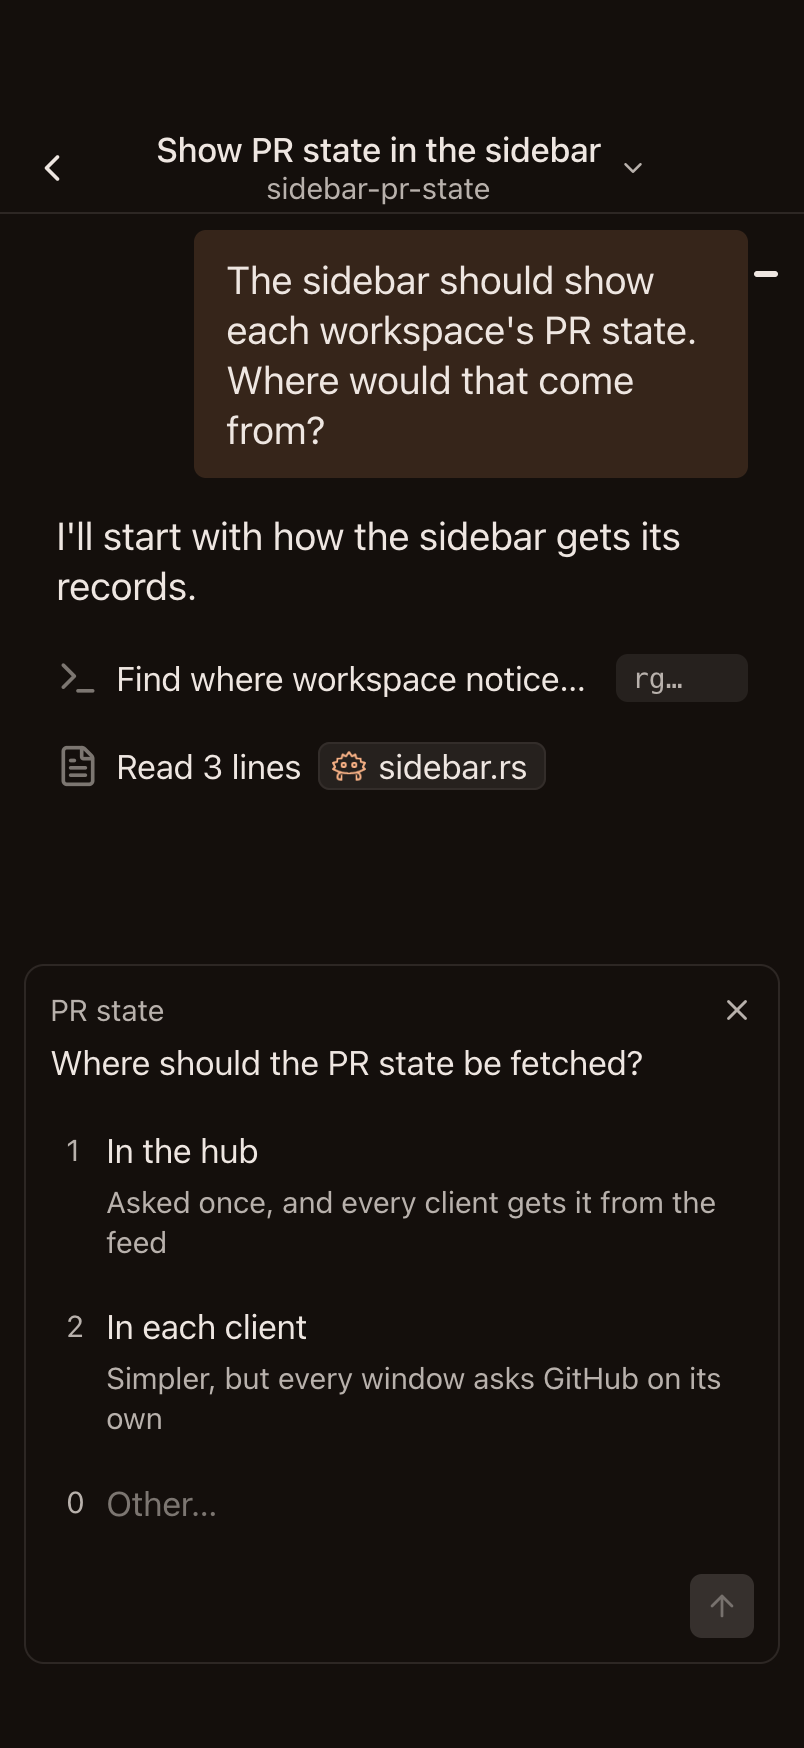 Show PR state in the sidebar
sidebar-pr-state
The sidebar should show
each workspace's PR state.
Where would that come
from?
I'll start with how the sidebar gets its
records.
Find where workspace notice... rg...
Read 3 lines sidebar.rs
PR state
Where should the PR state be fetched?
1 In the hub
Asked once, and every client gets it from the
feed
2 In each client
Simpler, but every window asks GitHub on its
own
0 Other...